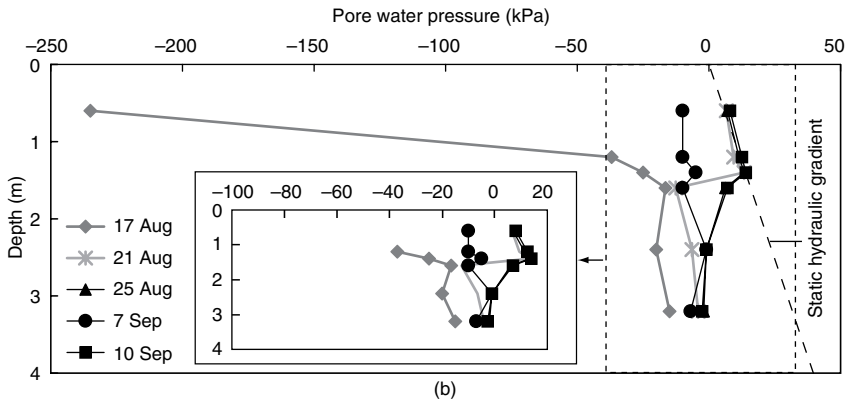 Pore water pressure (kPa)
−250 −200 −150 −100 −50 0 50
0
1
2
3
4
Depth (m)
17 Aug
21 Aug
25 Aug
7 Sep
10 Sep
−100 −80 −60 −40 −20 0 20
0
1
2
3
4
Static hydraulic gradient
(b)